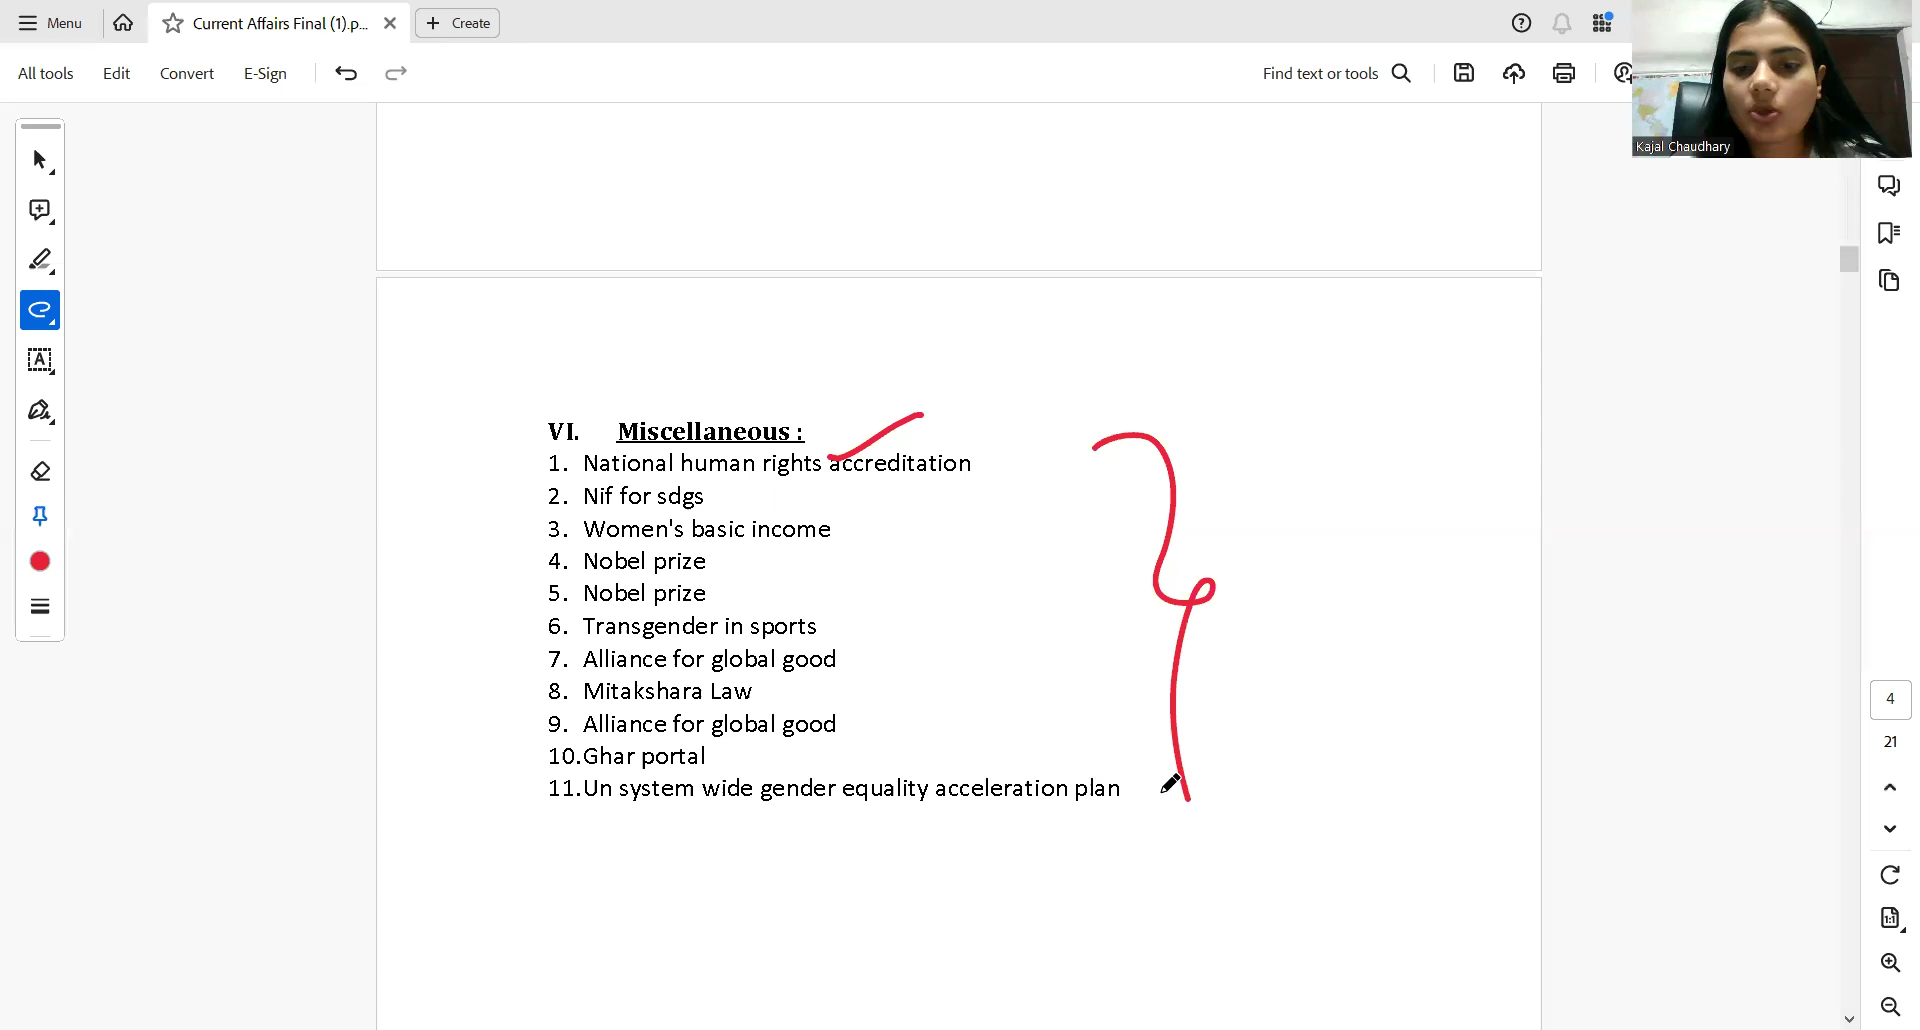 Menu
Current Affairs Final (1).p...
Create
All tools
Edit
Convert
E-Sign
Find text or tools
Kajal Chaudhary
VI. Miscellaneous :
1. National human rights accreditation
2. Nif for sdgs
3. Women's basic income
4. Nobel prize
5. Nobel prize
6. Transgender in sports
7. Alliance for global good
8. Mitakshara Law
9. Alliance for global good
10.Ghar portal
11.Un system wide gender equality acceleration plan
4
21